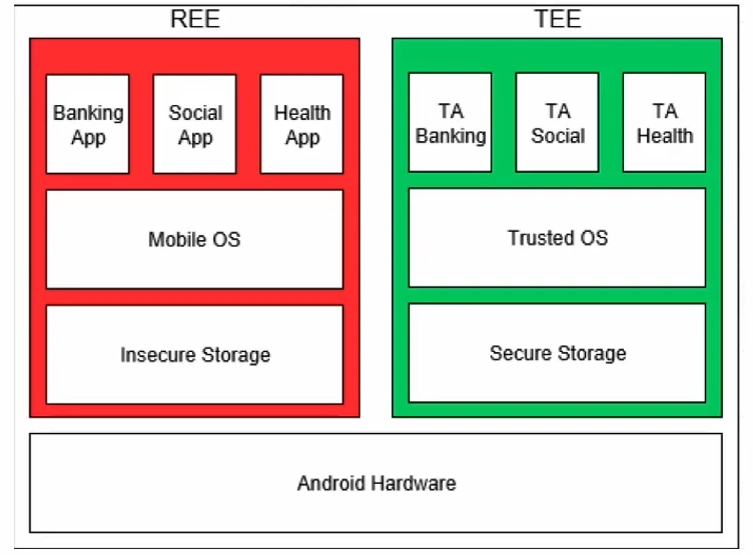 REE
TEE
Banking
App
Social
App
Health
App
TA
Banking
TA
Social
TA
Health
Mobile OS
Trusted OS
Insecure Storage
Secure Storage
Android Hardware